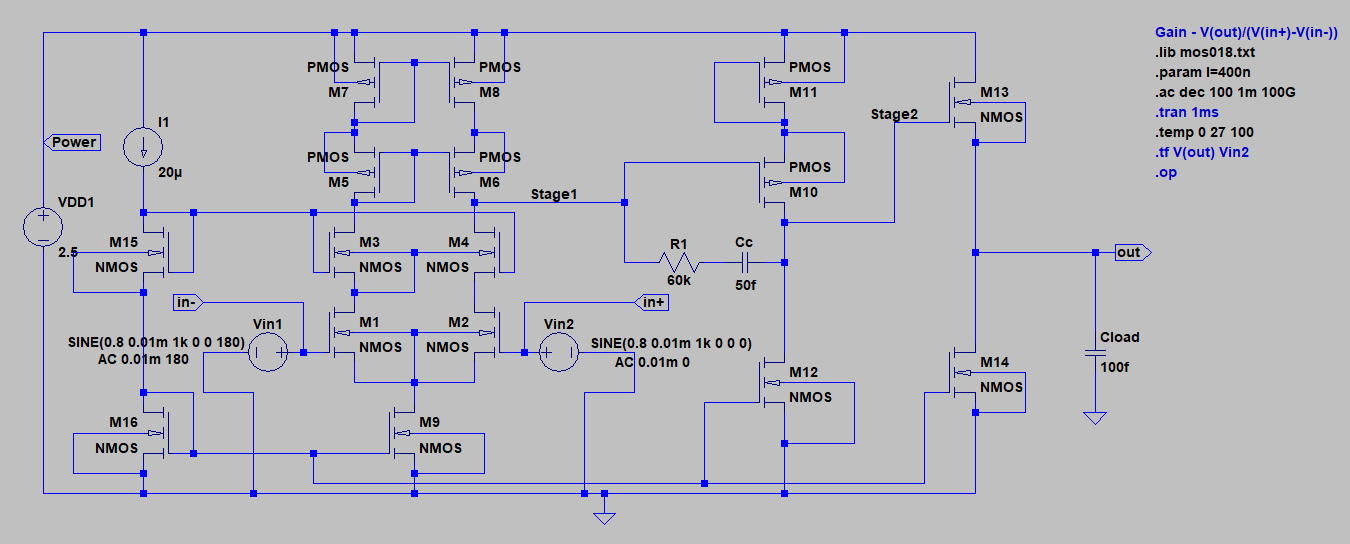 Gain - V(out)/(V(in+)-V(in-))
.lib mos018.txt
.param l=400n
.ac dec 100 1m 100G
.tran 1ms
.temp 0 27 100
.tf V(out) Vin2
.op
Power
I1
20µ
VDD1
2.5
PMOS
M7
PMOS
M8
PMOS
M5
PMOS
M6
Stage1
M15
NMOS
M3
NMOS
M4
NMOS
in-
in+
Vin1
SINE(0.8 0.01m 1k 0 0 180)
AC 0.01m 180
M1
NMOS
M2
NMOS
Vin2
SINE(0.8 0.01m 1k 0 0 0)
AC 0.01m 0
M16
NMOS
M9
NMOS
PMOS
M11
PMOS
M10
Stage2
R1
60k
Cc
50f
M12
NMOS
M13
NMOS
M14
NMOS
out
Cload
100f